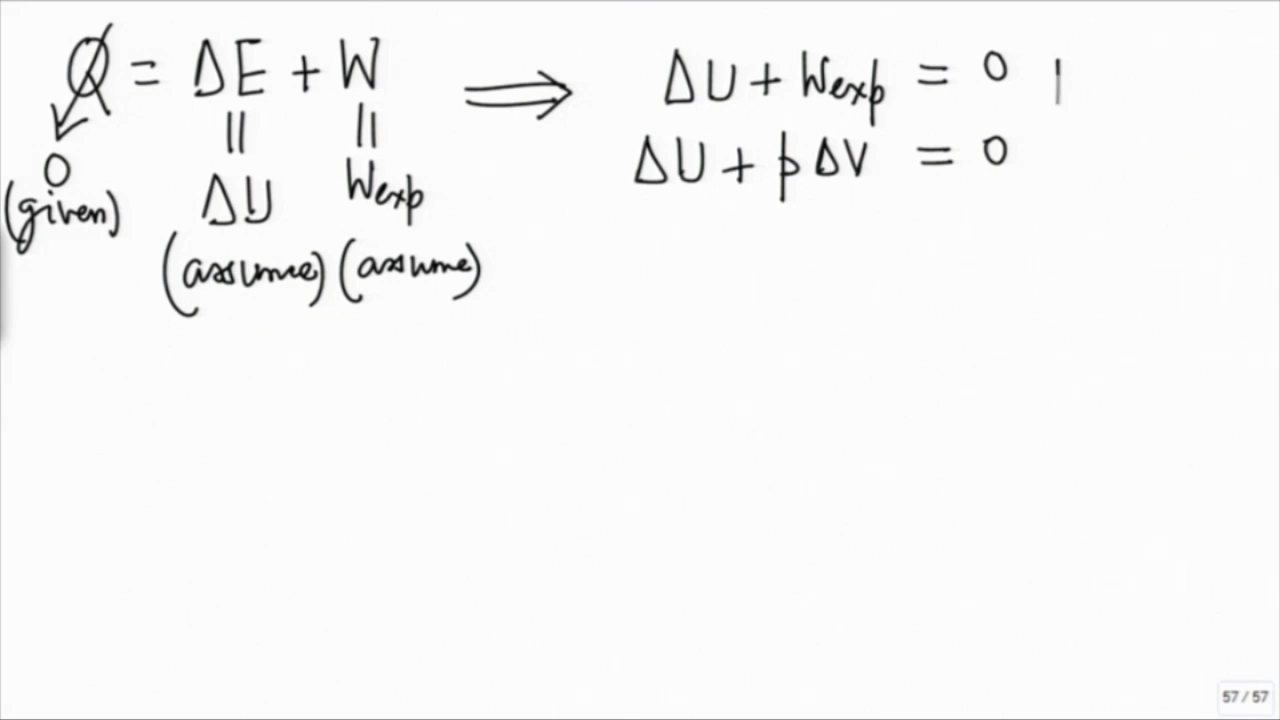 Q = ΔE + W ⟹ ΔU + Wexp = 0 |
0 || ||
(given) ΔU Wexp
(assume) (assume)
ΔU + pΔV = 0
57 / 57